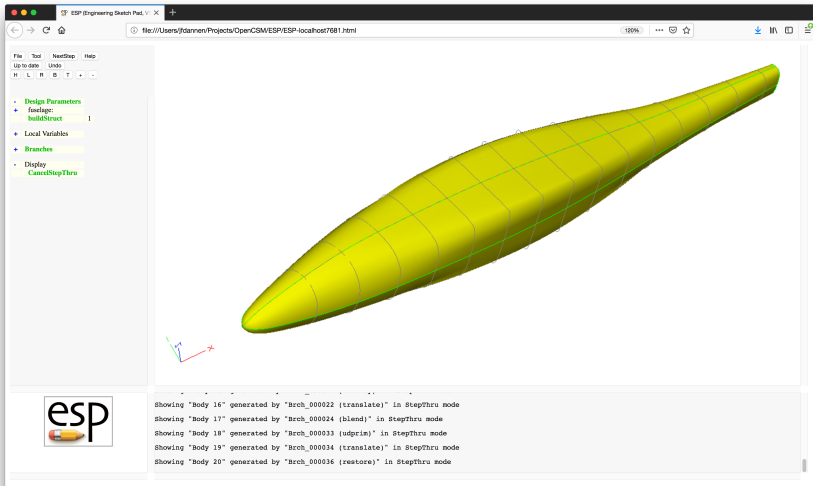 ESP (Engineering Sketch Pad, V
file:///Users/jfdannen/Projects/OpenCSM/ESP/ESP-localhost7681.html
120%
File Tool NextStep Help
Up to date Undo
H L R B T + -
- Design Parameters
+ fuselage:
buildStruct 1
+ Local Variables
+ Branches
- Display
CancelStepThru
X
esp
Showing "Body 16" generated by "Brch_000022 (translate)" in StepThru mode
Showing "Body 17" generated by "Brch_000024 (blend)" in StepThru mode
Showing "Body 18" generated by "Brch_000033 (udprim)" in StepThru mode
Showing "Body 19" generated by "Brch_000034 (translate)" in StepThru mode
Showing "Body 20" generated by "Brch_000036 (restore)" in StepThru mode